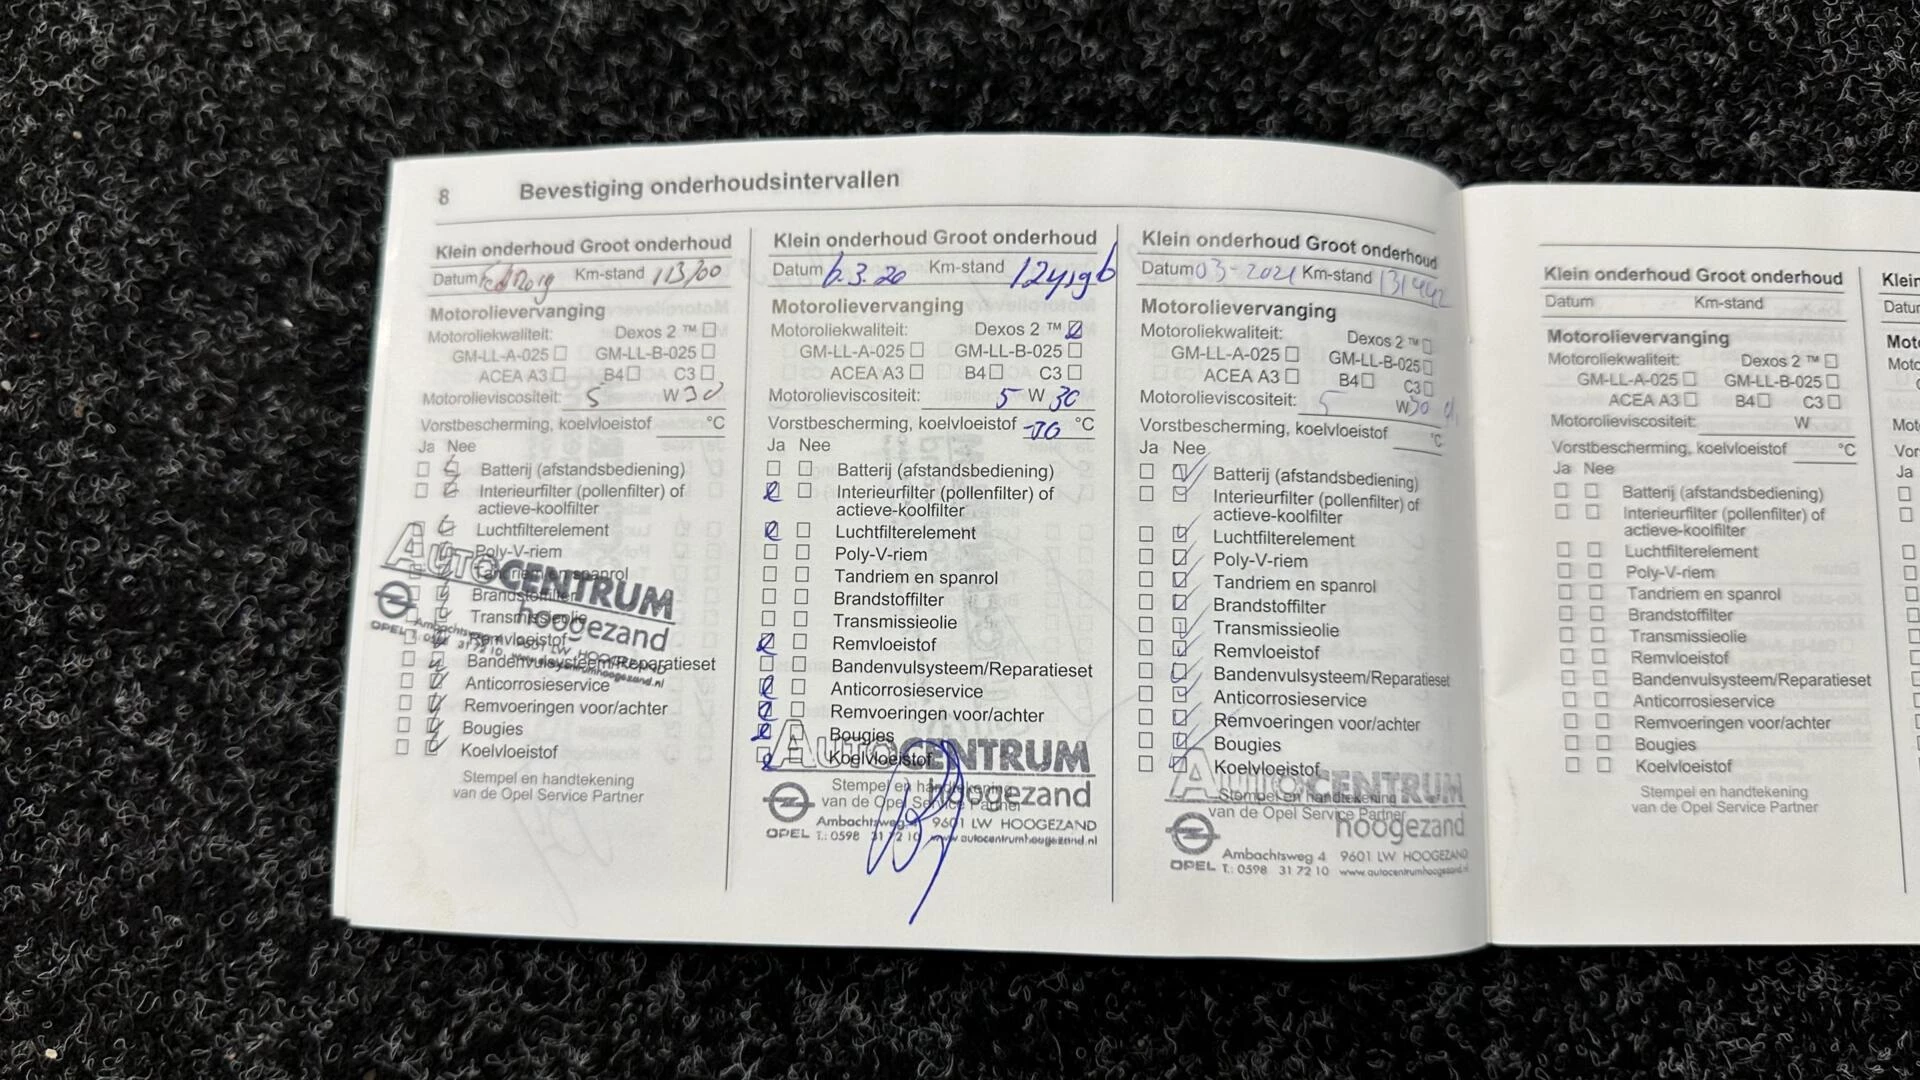 8 Bevestiging onderhoudsintervallen
Klein onderhoud Groot onderhoud
Datum Km-stand
Motorolievervanging
Motoroliekwaliteit: Dexos 2 ™
GM-LL-A-025 GM-LL-B-025
ACEA A3 B4 C3
Motorolieviscositeit: 5 W 30
Vorstbescherming, koelvloeistof °C
Ja Nee
Batterij (afstandsbediening)
Interieurfilter (pollenfilter) of
actieve-koolfilter
Luchtfilterelement
Poly-V-riem
Tandriem en spanrol
Brandstoffilter
Transmissieolie
Remvloeistof
Bandenvulsysteem/Reparatieset
Anticorrosieservice
Remvoeringen voor/achter
Bougies
Koelvloeistof
AUTOCENTRUM
hoogezand
OPEL
Stempel en handtekening
van de Opel Service Partner
Klein onderhoud Groot onderhoud
Datum 6.3.20 Km-stand
Motorolievervanging
Motoroliekwaliteit: Dexos 2 ™
GM-LL-A-025 GM-LL-B-025
ACEA A3 B4 C3
Motorolieviscositeit: 5 W 30
Vorstbescherming, koelvloeistof °C
Ja Nee
Batterij (afstandsbediening)
Interieurfilter (pollenfilter) of
actieve-koolfilter
Luchtfilterelement
Poly-V-riem
Tandriem en spanrol
Brandstoffilter
Transmissieolie
Remvloeistof
Bandenvulsysteem/Reparatieset
Anticorrosieservice
Remvoeringen voor/achter
Bougies
Koelvloeistof
AUTOCENTRUM
hoogezand
Stempel en handtekening
van de Opel Service Partner
Ambachtsweg 4 9601 LW HOOGEZAND
OPEL T.: 0598 31 72 10 www.autocentrumhoogezand.nl
Klein onderhoud Groot onderhoud
Datum 03-2021 Km-stand 131442
Motorolievervanging
Motoroliekwaliteit: Dexos 2 ™
GM-LL-A-025 GM-LL-B-025
ACEA A3 B4 C3
Motorolieviscositeit: 5 W 30
Vorstbescherming, koelvloeistof °C
Ja Nee
Batterij (afstandsbediening)
Interieurfilter (pollenfilter) of
actieve-koolfilter
Luchtfilterelement
Poly-V-riem
Tandriem en spanrol
Brandstoffilter
Transmissieolie
Remvloeistof
Bandenvulsysteem/Reparatieset
Anticorrosieservice
Remvoeringen voor/achter
Bougies
Koelvloeistof
AUTOCENTRUM
hoogezand
Stempel en handtekening
van de Opel Service Partner
Ambachtsweg 4 9601 LW HOOGEZAND
OPEL T.: 0598 31 72 10 www.autocentrumhoogezand.nl
Klein onderhoud Groot onderhoud
Datum Km-stand
Motorolievervanging
Motoroliekwaliteit: Dexos 2 ™
GM-LL-A-025 GM-LL-B-025
ACEA A3 B4 C3
Motorolieviscositeit: W
Vorstbescherming, koelvloeistof °C
Ja Nee
Batterij (afstandsbediening)
Interieurfilter (pollenfilter) of
actieve-koolfilter
Luchtfilterelement
Poly-V-riem
Tandriem en spanrol
Brandstoffilter
Transmissieolie
Remvloeistof
Bandenvulsysteem/Reparatieset
Anticorrosieservice
Remvoeringen voor/achter
Bougies
Koelvloeistof
Stempel en handtekening
van de Opel Service Partner
Ja